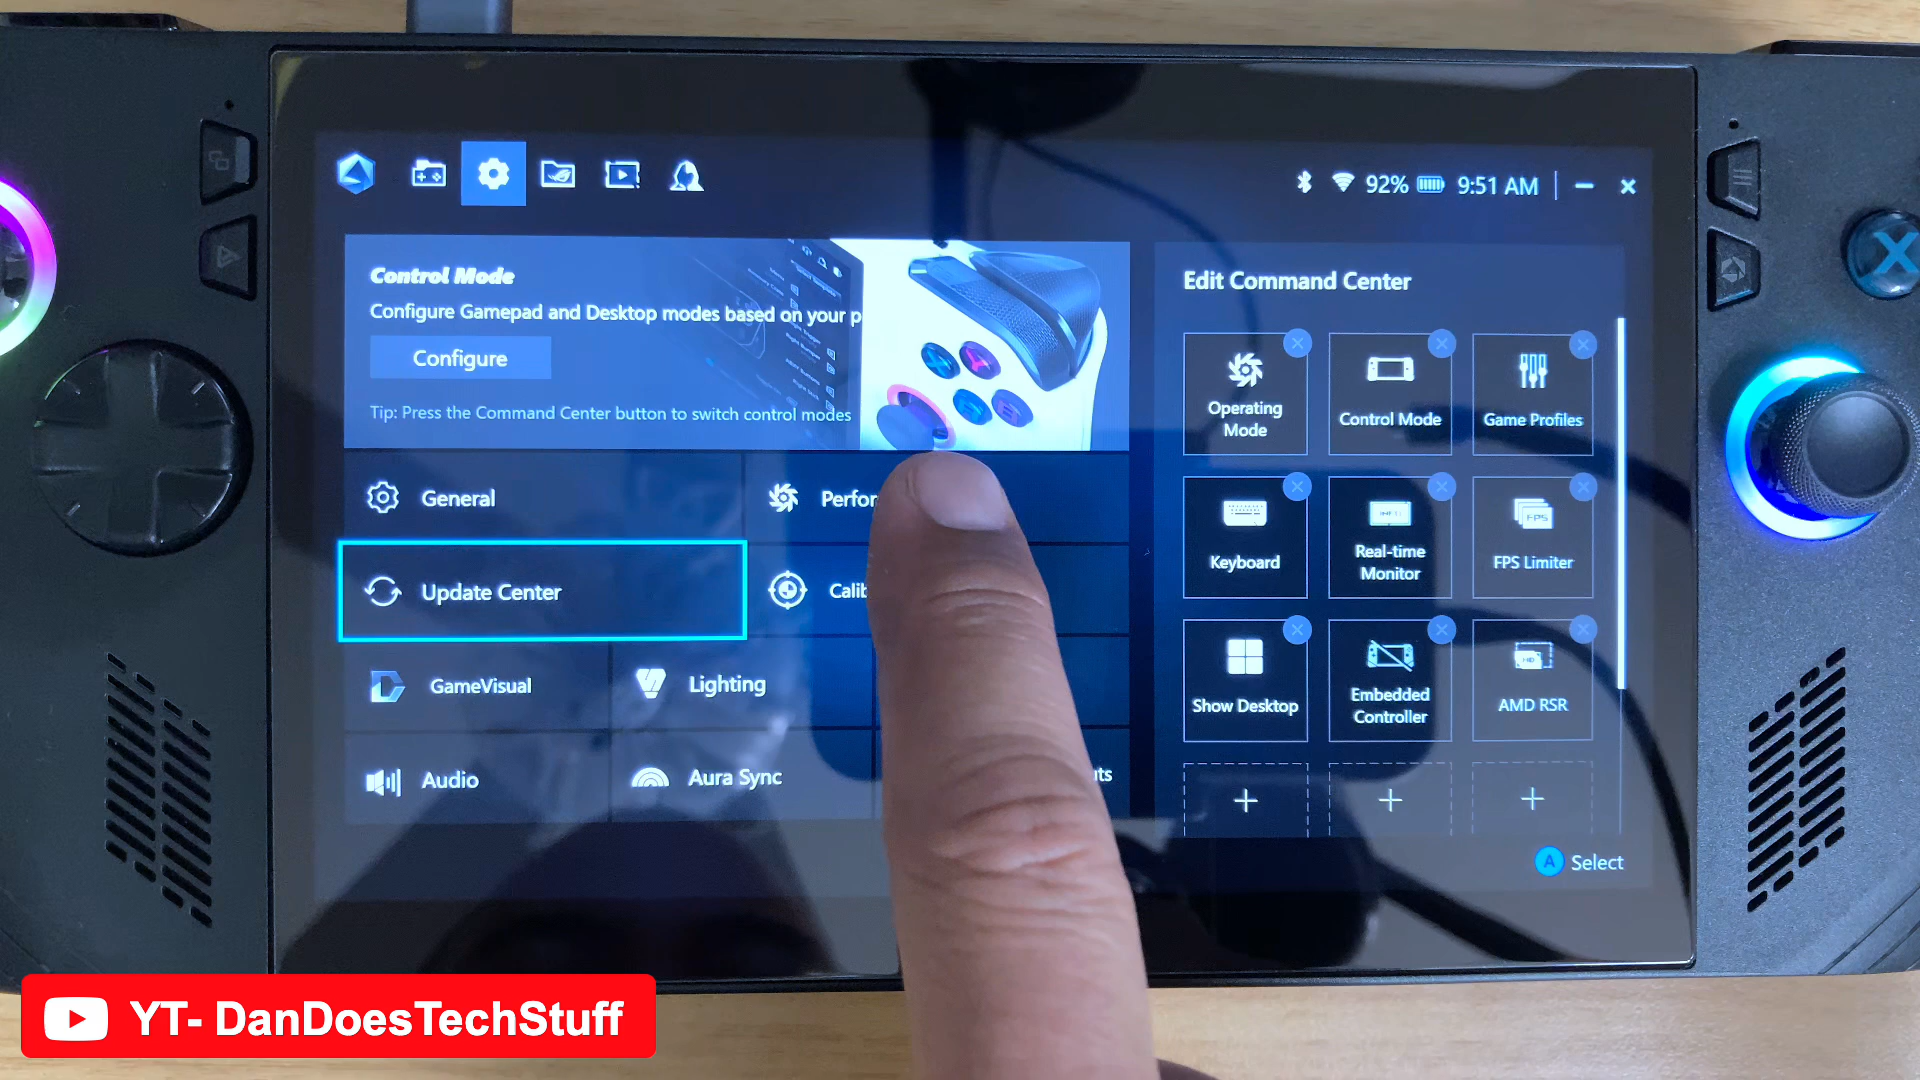 92% 9:51 AM
Control Mode
Configure Gamepad and Desktop modes based on your p
Configure
Tip: Press the Command Center button to switch control modes
General
Perfor
Update Center
Calib
GameVisual
Lighting
Audio
Aura Sync
Edit Command Center
Operating
Mode
Control Mode
Game Profiles
Keyboard
Real-time
Monitor
FPS
FPS Limiter
Show Desktop
Embedded
Controller
HD
AMD RSR
A Select
X
YT- DanDoesTechStuff